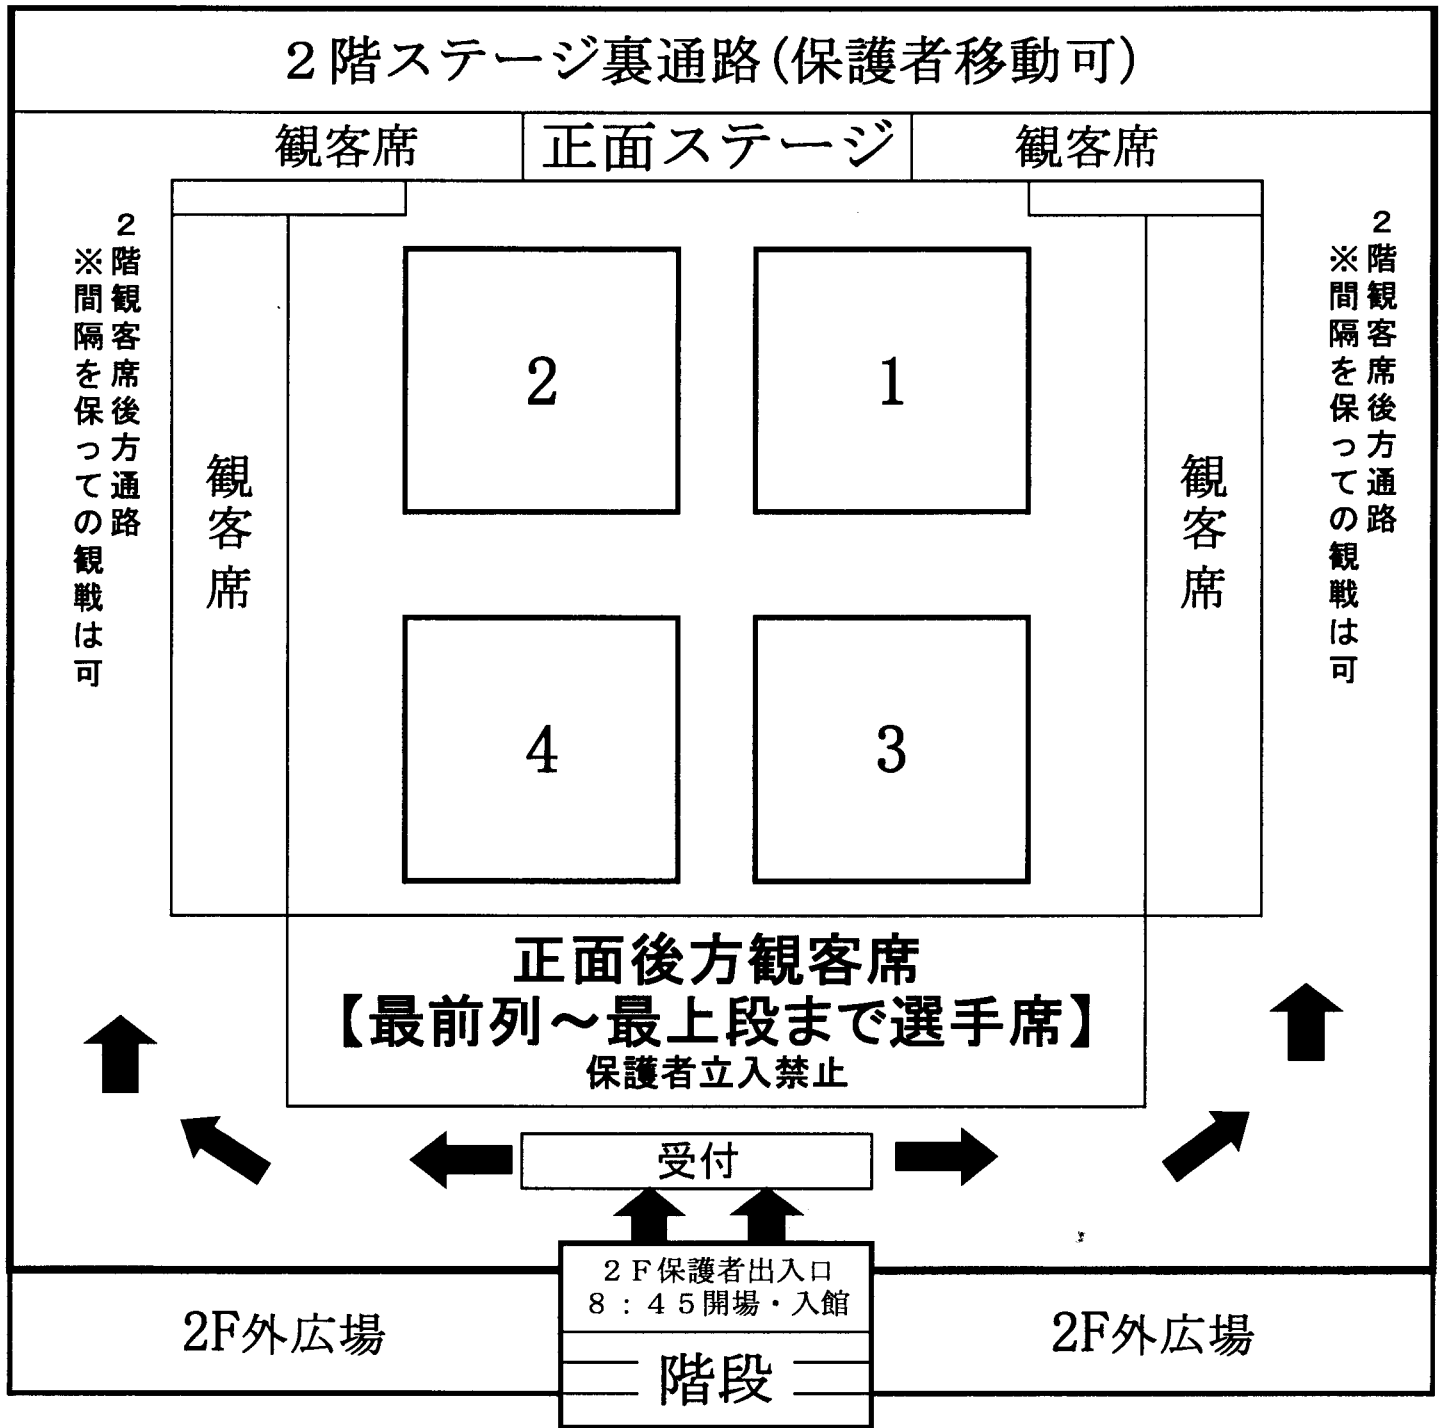 ２階ステージ裏通路(保護者移動可)
観客席
正面ステージ
観客席
２階観客席後方通路
※間隔を保っての観戦は可
２階観客席後方通路
※間隔を保っての観戦は可
2
1
観客席
観客席
4
3
正面後方観客席
【最前列～最上段まで選手席】
保護者立入禁止
受付
２Ｆ保護者出入口
８：４５開場・入館
2F外広場
階段
2F外広場